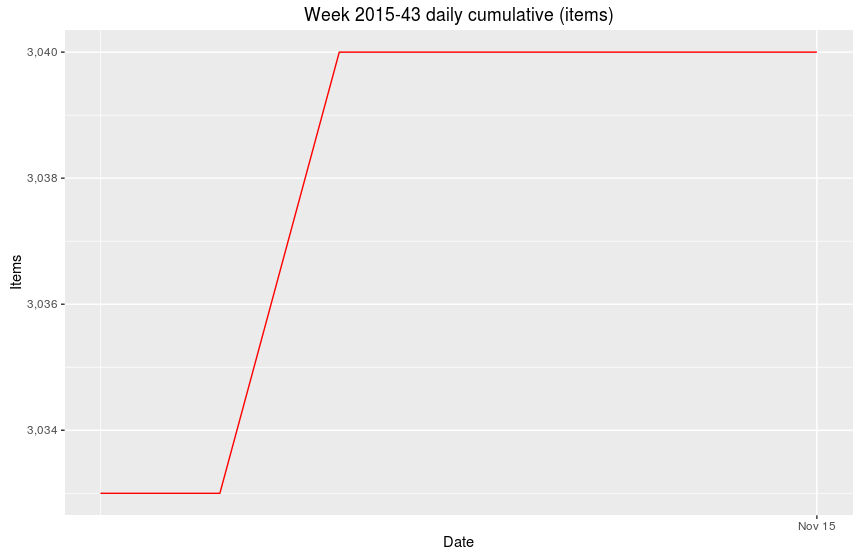 Week 2015-43 daily cumulative (items)
3,040
3,038
3,036
3,034
Items
Nov 15
Date